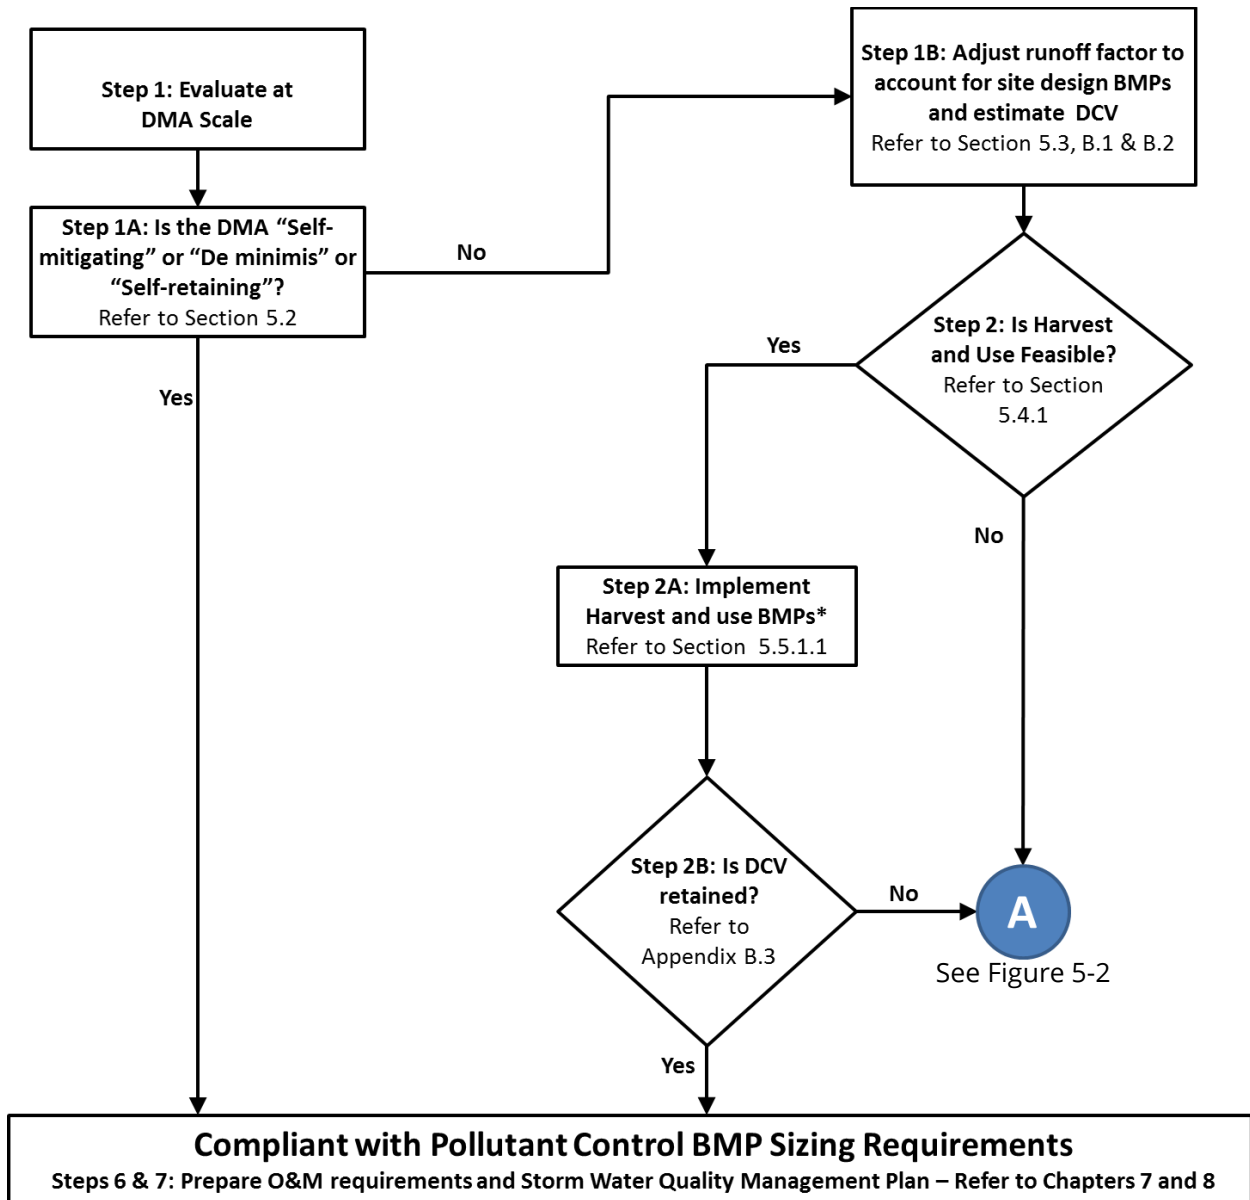 Step 1: Evaluate at
DMA Scale
Step 1A: Is the DMA “Self-
mitigating” or “De minimis” or
“Self-retaining”?
Refer to Section 5.2
No
Yes
Step 1B: Adjust runoff factor to
account for site design BMPs
and estimate DCV
Refer to Section 5.3, B.1 & B.2
Step 2: Is Harvest
and Use Feasible?
Refer to Section
5.4.1
Yes
No
Step 2A: Implement
Harvest and use BMPs*
Refer to Section 5.5.1.1
Step 2B: Is DCV
retained?
Refer to
Appendix B.3
No
A
See Figure 5-2
Yes
Compliant with Pollutant Control BMP Sizing Requirements
Steps 6 & 7: Prepare O&M requirements and Storm Water Quality Management Plan – Refer to Chapters 7 and 8